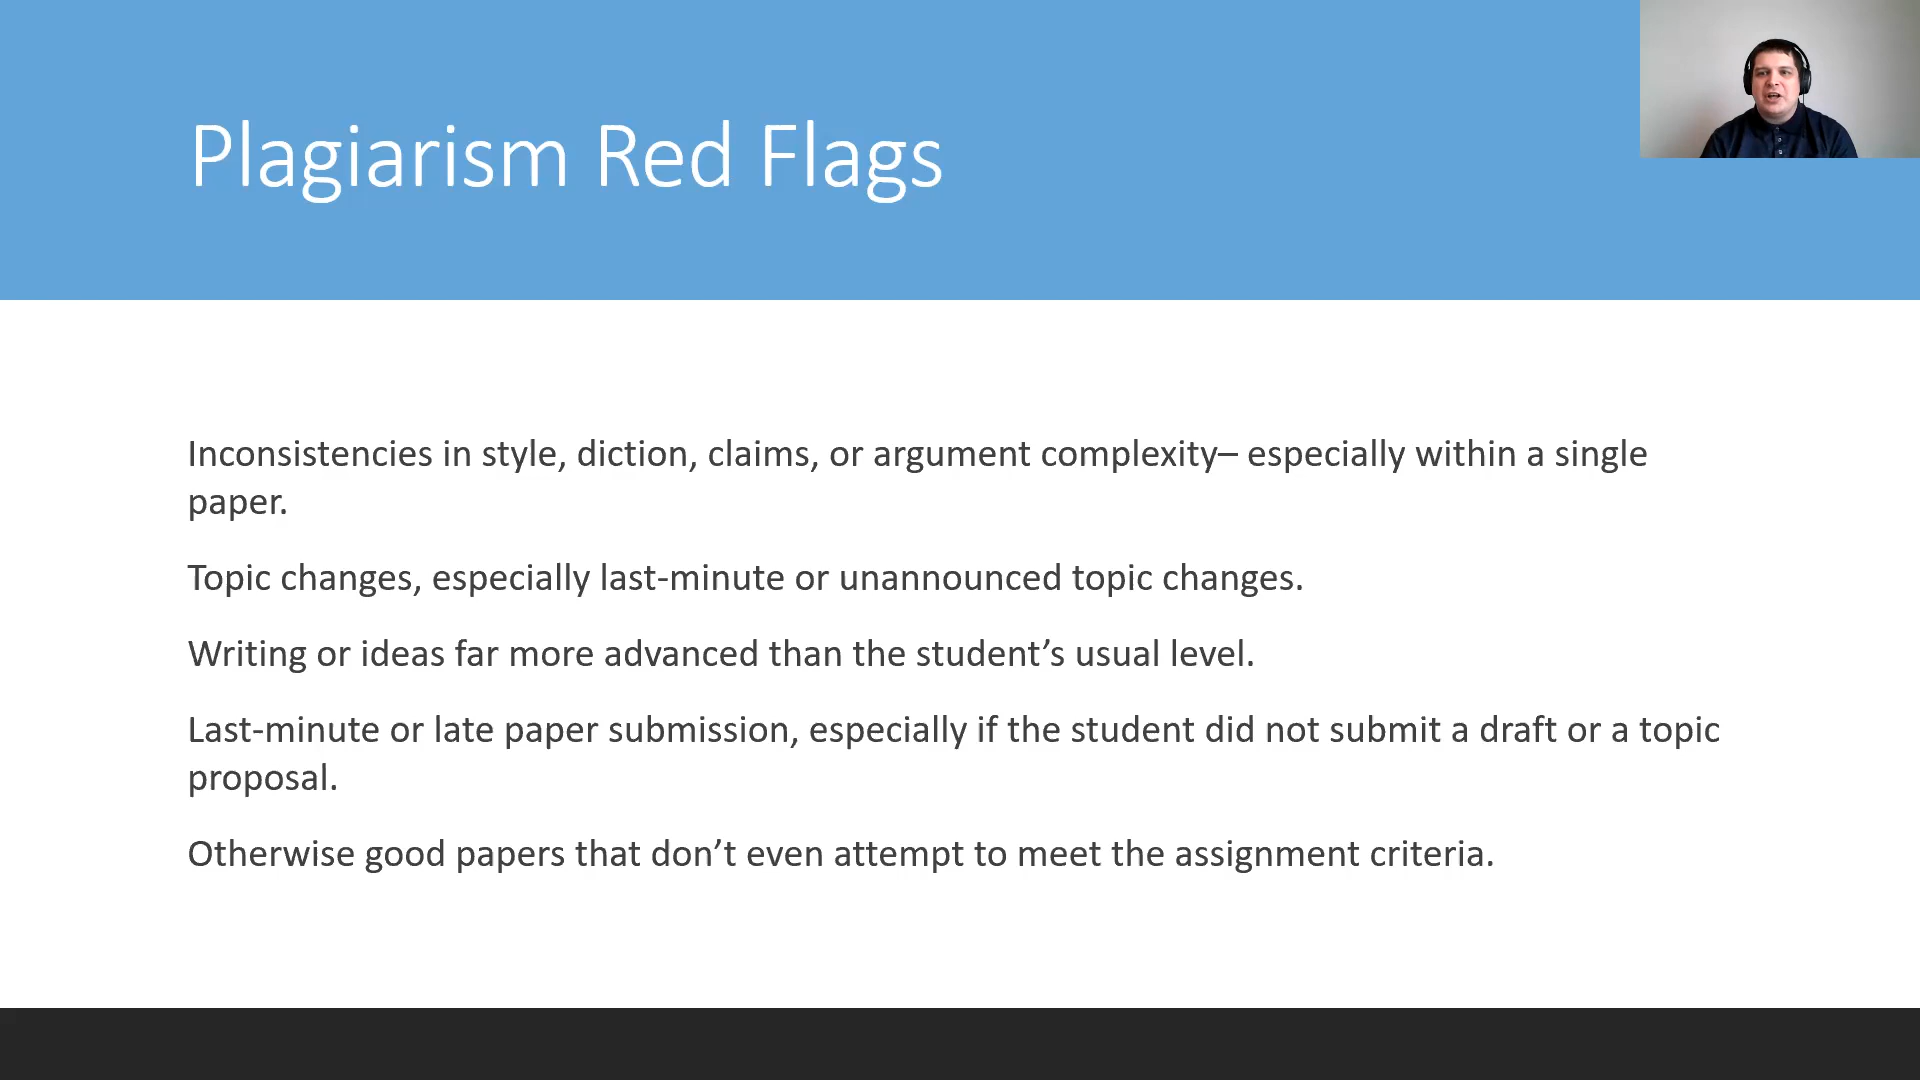 Plagiarism Red Flags
Inconsistencies in style, diction, claims, or argument complexity– especially within a single
paper.
Topic changes, especially last-minute or unannounced topic changes.
Writing or ideas far more advanced than the student’s usual level.
Last-minute or late paper submission, especially if the student did not submit a draft or a topic
proposal.
Otherwise good papers that don’t even attempt to meet the assignment criteria.